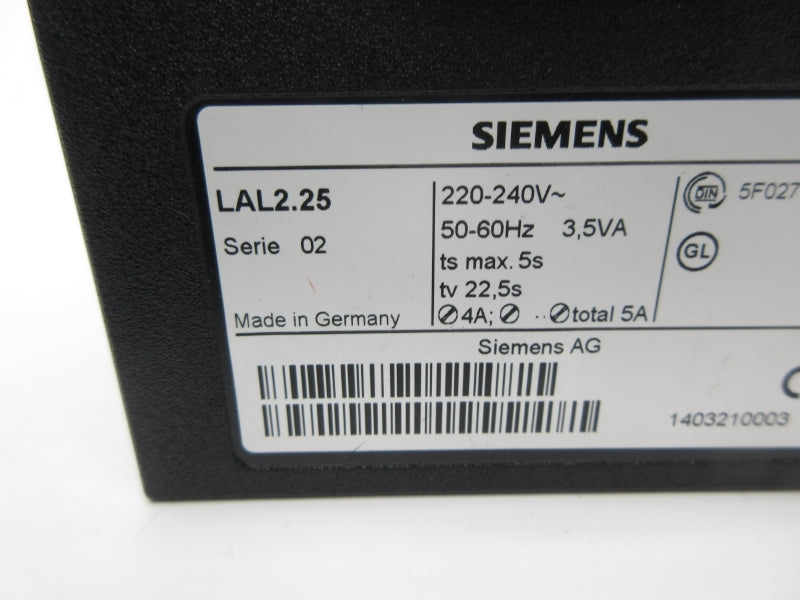 SIEMENS
LAL2.25
Serie 02
Made in Germany
220-240V~
50-60Hz 3,5VA
ts max. 5s
tv 22,5s
4A; .. total 5A
DIN 5F027
GL
Siemens AG
1403210003